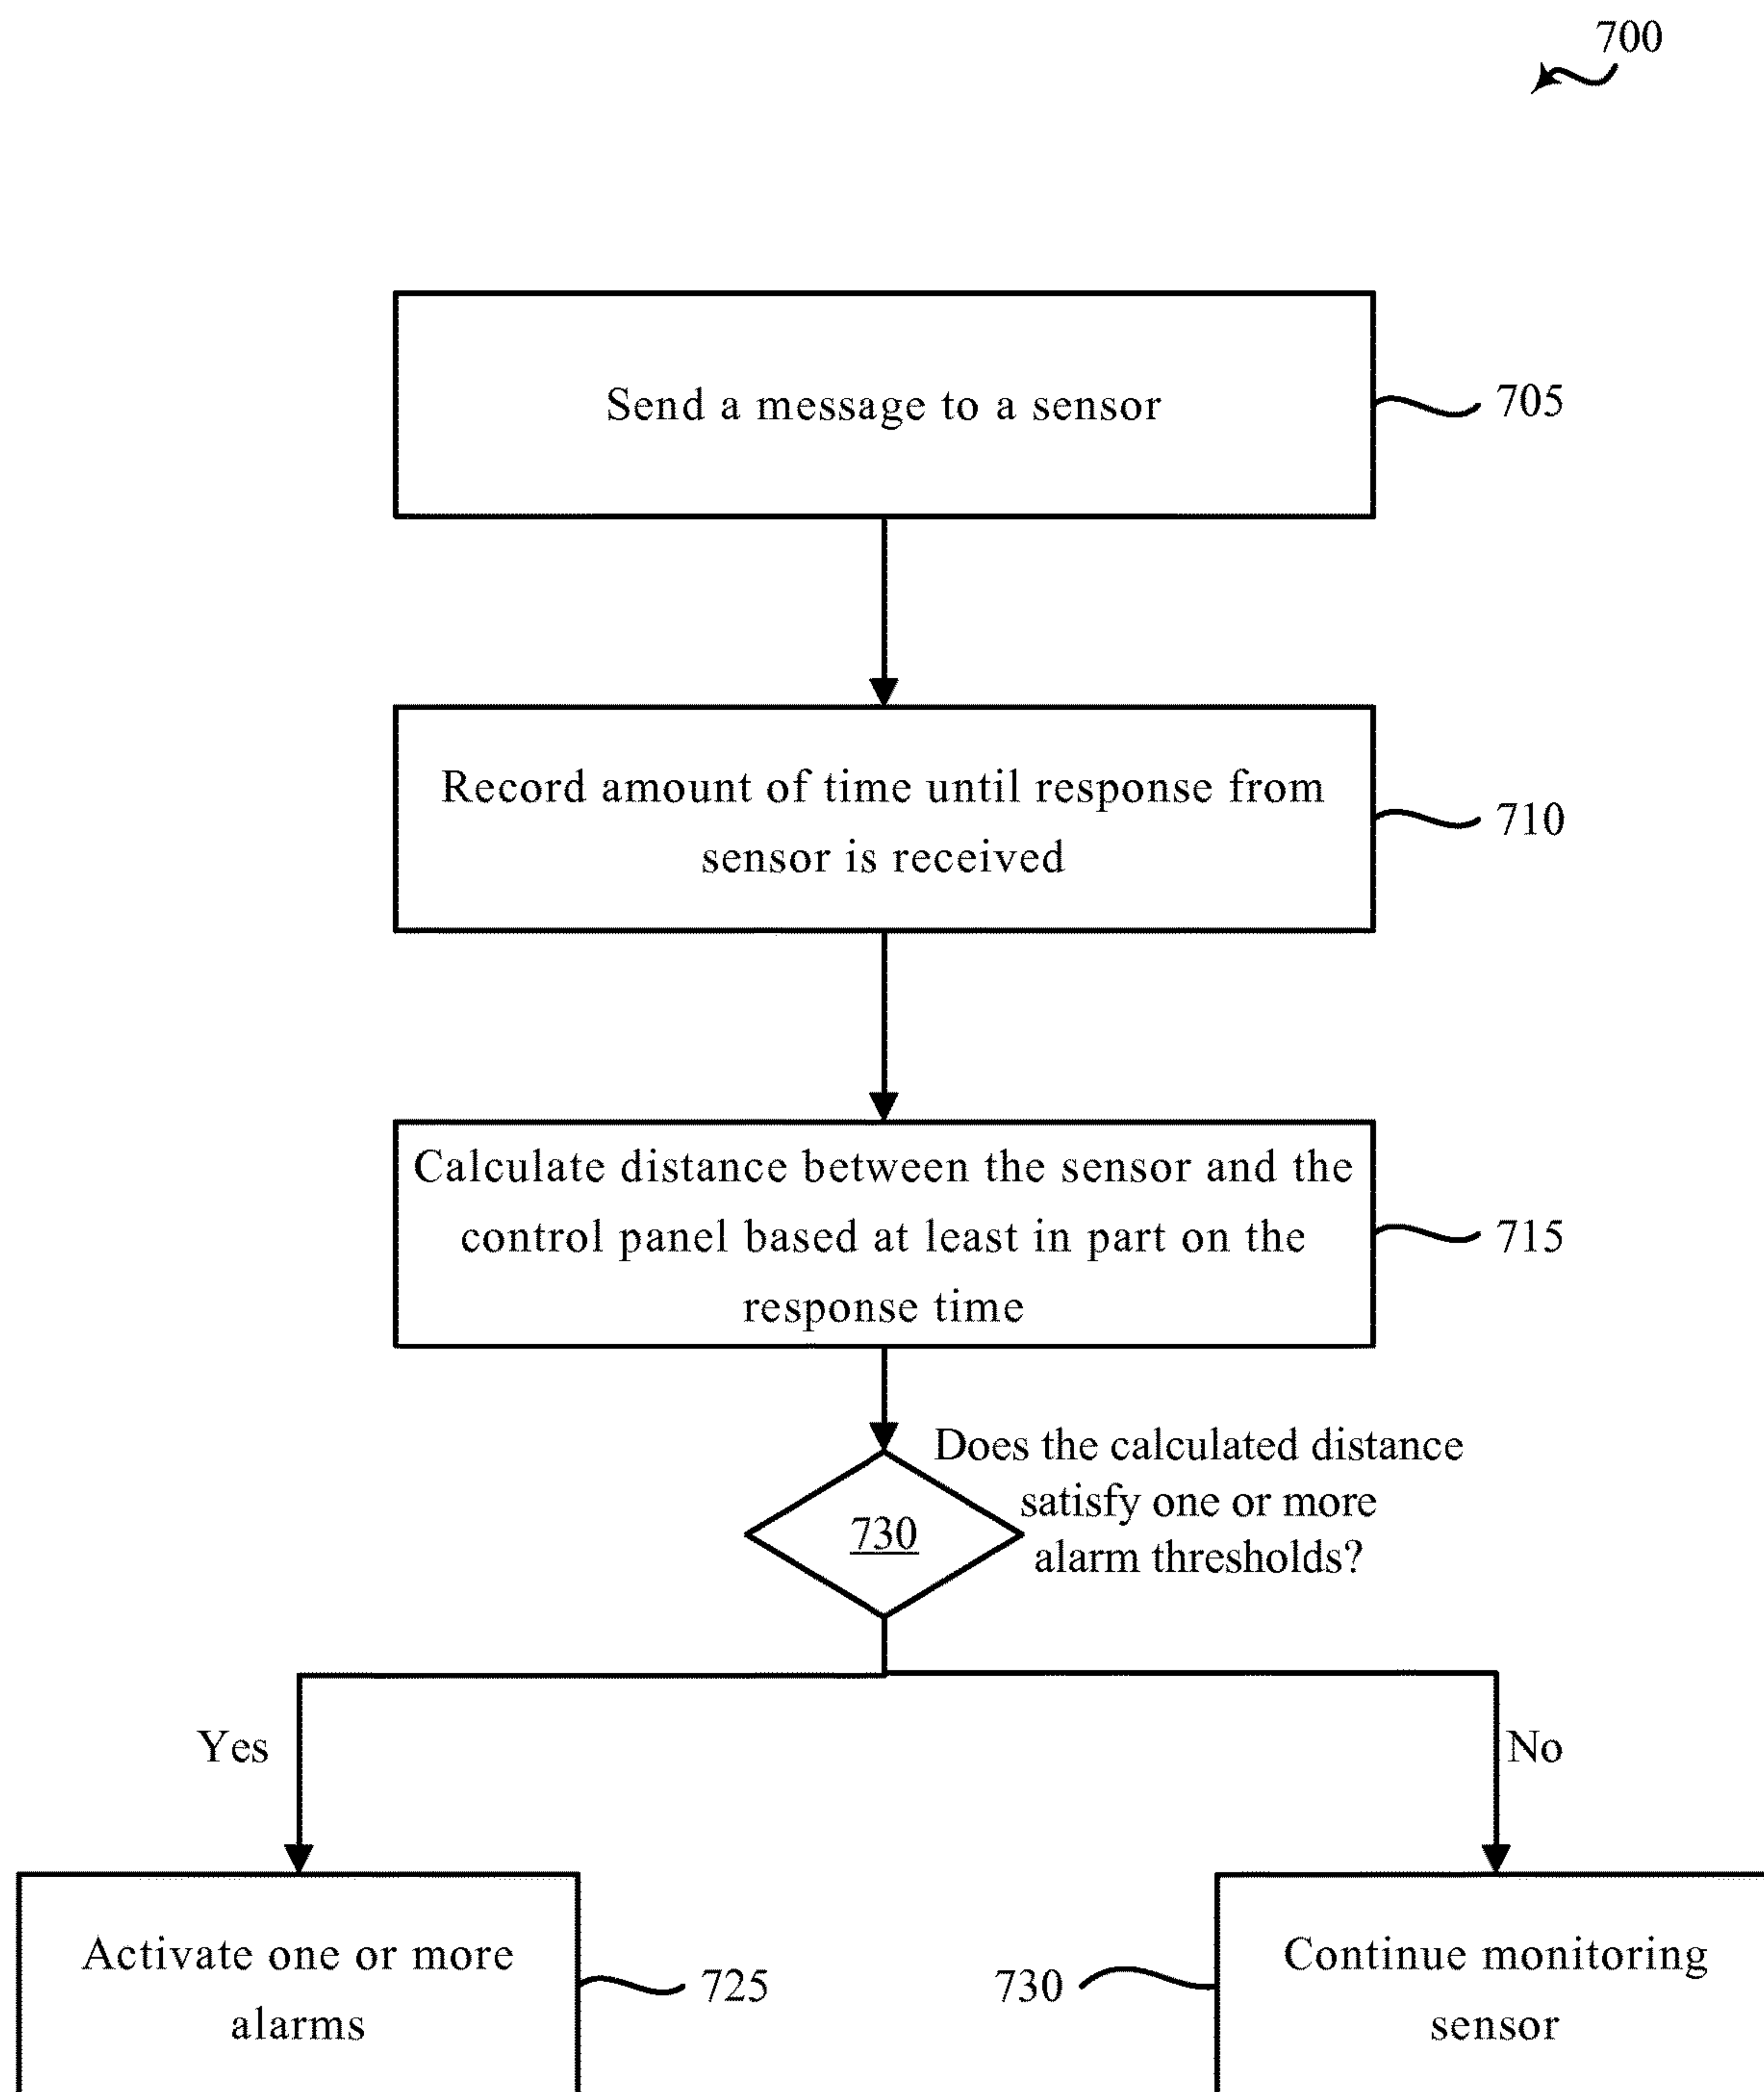 700
Send a message to a sensor
705
Record amount of time until response from
sensor is received
710
Calculate distance between the sensor and the
control panel based at least in part on the
response time
715
Does the calculated distance
satisfy one or more
alarm thresholds?
730
Yes
No
Activate one or more
alarms
725
730
Continue monitoring
sensor